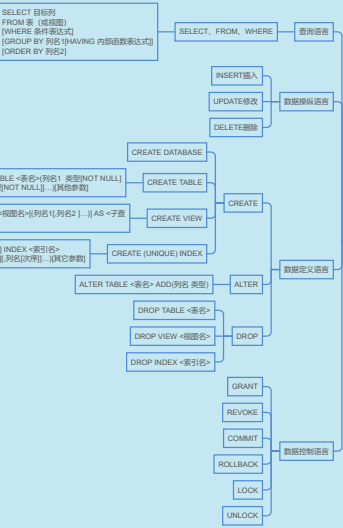 SELECT 目标列
FROM 表（或视图）
[WHERE 条件表达式]
[GROUP BY 列名1[HAVING 内部函数表达式]]
[ORDER BY 列名2]
SELECT、FROM、WHERE
查询语言
INSERT插入
UPDATE修改
DELETE删除
数据操纵语言
CREATE DATABASE
BLE <表名>(列名1 类型[NOT NULL]
[NOT NULL]]…)[其他参数]
CREATE TABLE
<视图名>[(列名1[,列名2 ]…)] AS <子查
CREATE VIEW
] INDEX <索引名>
][,列名[次序]]…)[其它参数]
CREATE (UNIQUE) INDEX
CREATE
ALTER TABLE <表名> ADD(列名 类型)
ALTER
数据定义语言
DROP TABLE <表名>
DROP VIEW <视图名>
DROP INDEX <索引名>
DROP
GRANT
REVOKE
COMMIT
ROLLBACK
LOCK
UNLOCK
数据控制语言